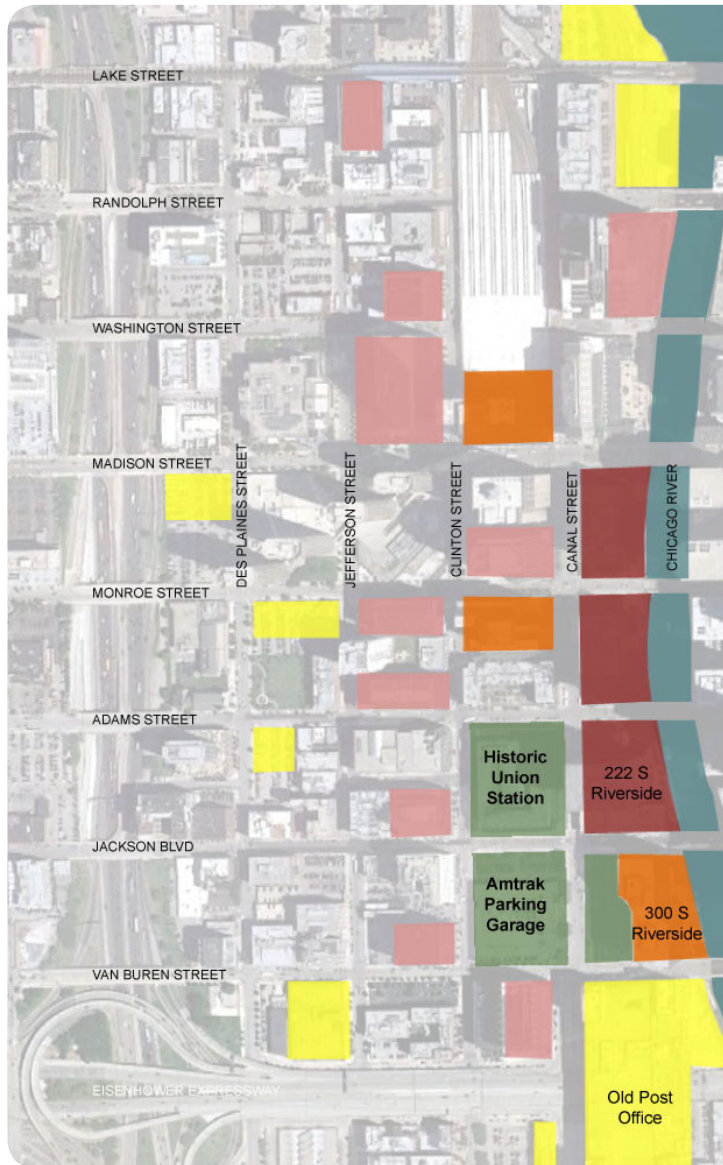 LAKE STREET
RANDOLPH STREET
WASHINGTON STREET
MADISON STREET
DES PLAINES STREET
JEFFERSON STREET
CLINTON STREET
CANAL STREET
CHICAGO RIVER
MONROE STREET
ADAMS STREET
Historic
Union
Station
222 S
Riverside
JACKSON BLVD
Amtrak
Parking
Garage
300 S
Riverside
VAN BUREN STREET
EISENHOWER EXPRESSWAY
Old Post
Office